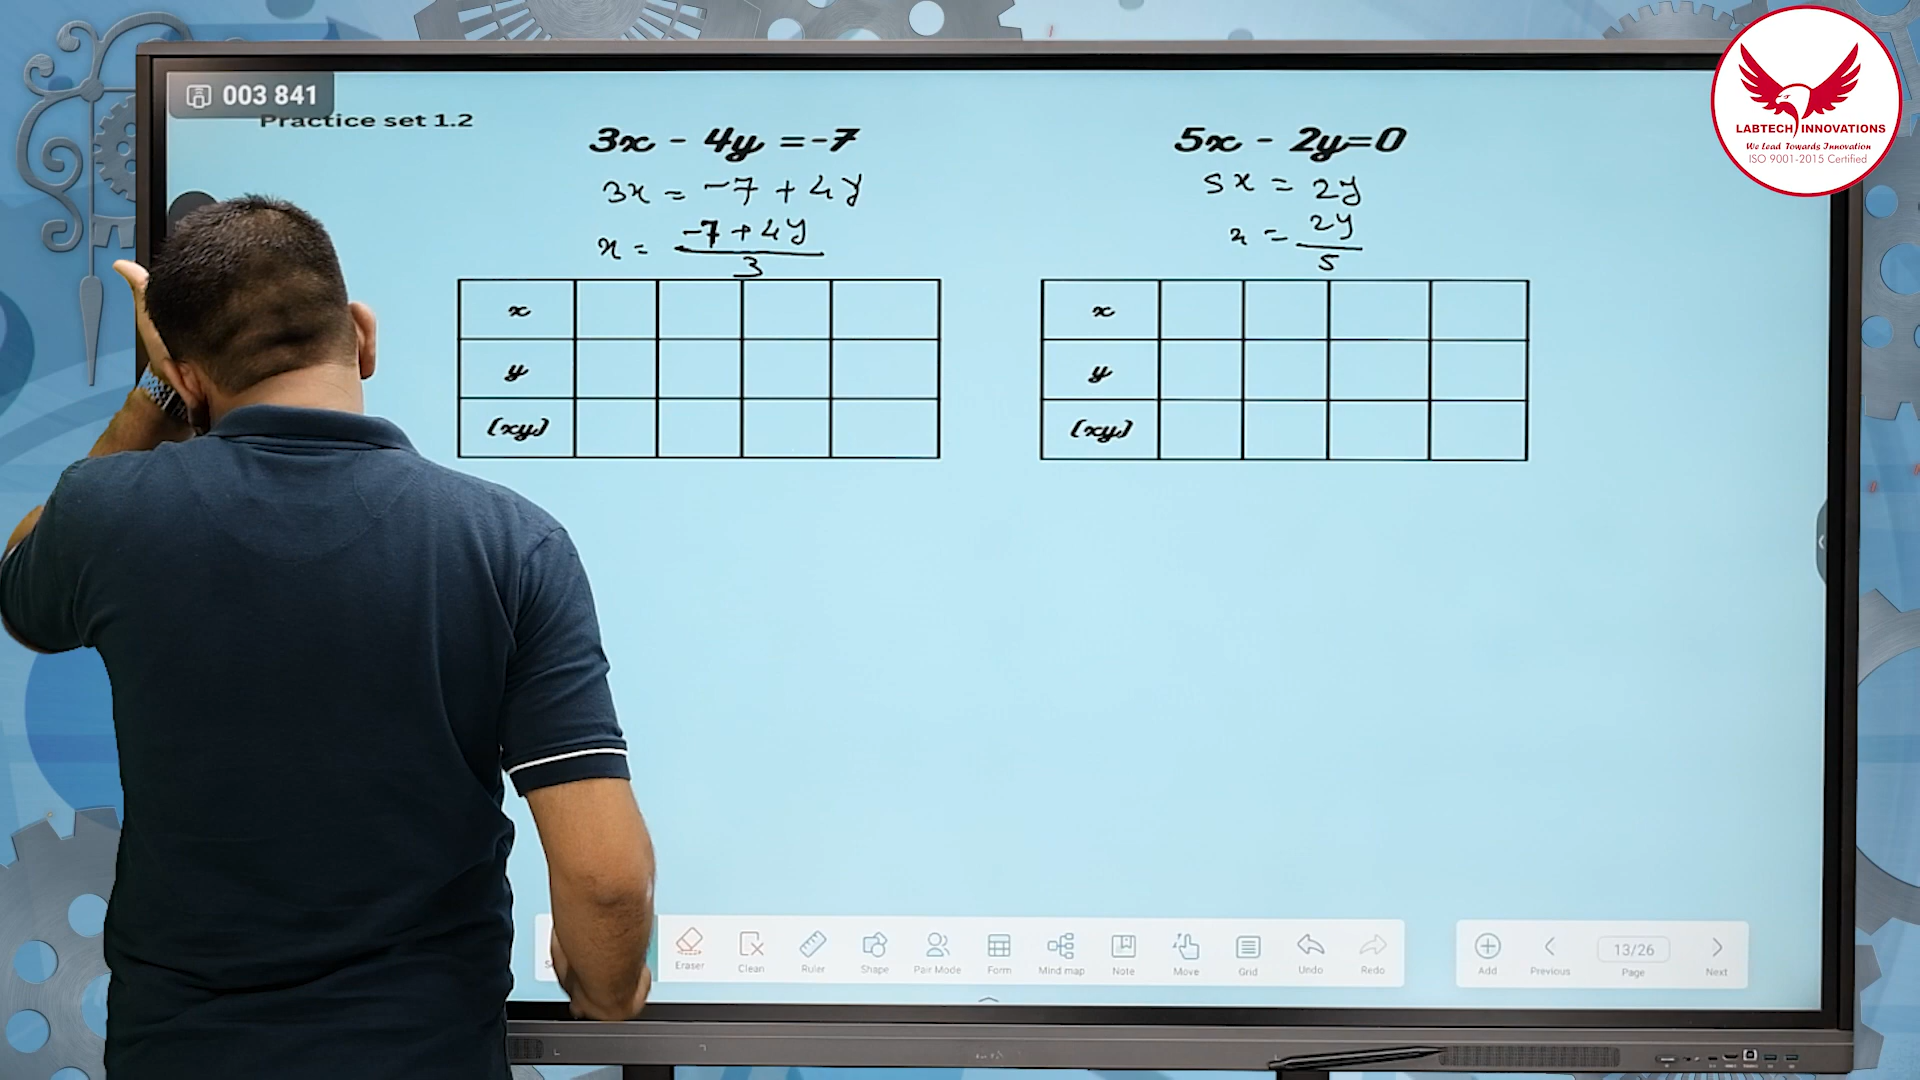 003 841
Practice set 1.2
3x - 4y =-7
3x = -7 + 4y
x = -7+4y
3
x
y
(xy)
5x - 2y=0
5x = 2y
x = 2y
5
x
y
(xy)
LABTECH INNOVATIONS
We Lead Towards Innovation
ISO 9001-2015 Certified
Eraser
Clean
Ruler
Shape
Pair Mode
Form
Mind map
Note
Move
Grid
Undo
Redo
Add
Previous
13/26
Page
Next